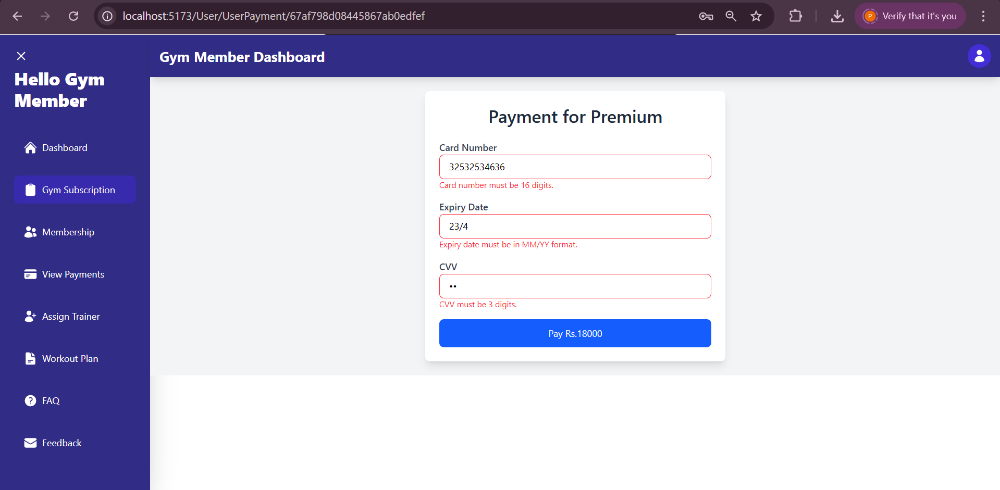 localhost:5173/User/UserPayment/67af798d08445867ab0edfef
P
Verify that it's you
Hello Gym
Member
Dashboard
Gym Subscription
Membership
View Payments
Assign Trainer
Workout Plan
FAQ
Feedback
Gym Member Dashboard
Payment for Premium
Card Number
32532534636
Card number must be 16 digits.
Expiry Date
23/4
Expiry date must be in MM/YY format.
CVV
••
CVV must be 3 digits.
Pay Rs.18000